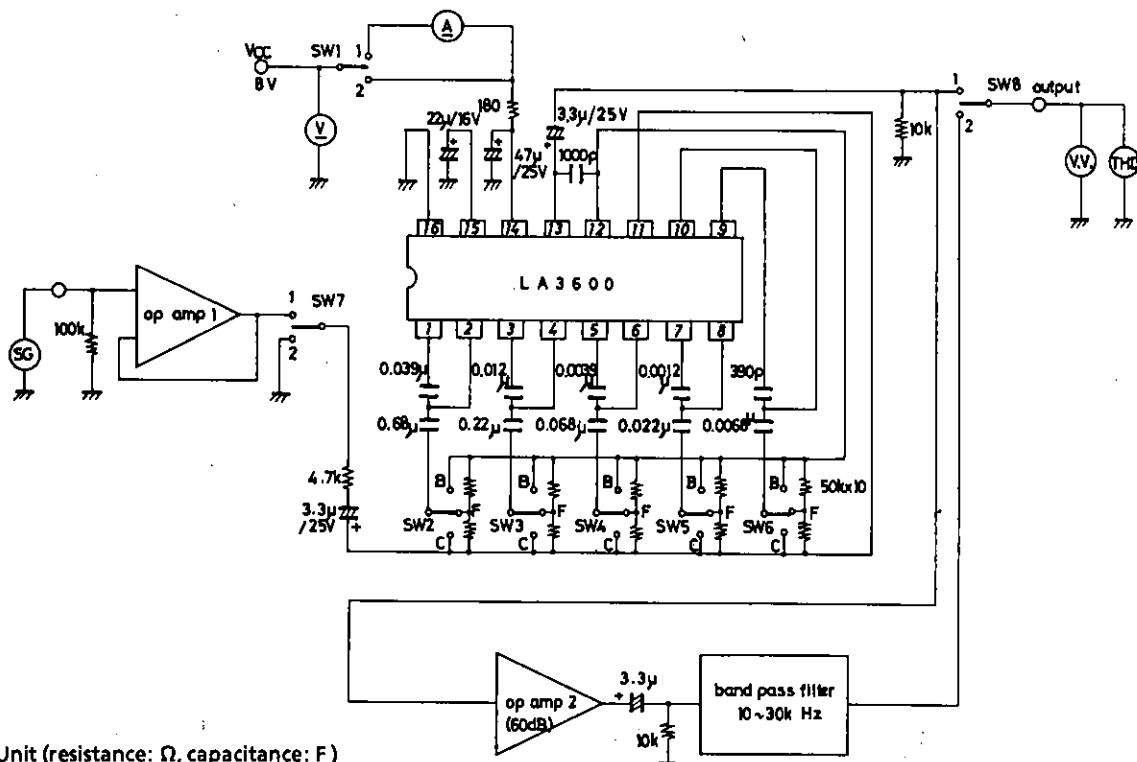 A
VCC
8V
SW1
1
2
V
22μ/16V
180
47μ
/25V
3,3μ/25V
1000p
10k
1
2
SW8 output
V.V.
THD
16 15 14 13 12 11 10 9
LA3600
1 2 3 4 5 6 7 8
SG
100k
op amp 1
1
2
SW7
0.039μ
0.012
μ
0.0039
μ
0.0012
μ
390p
0.68μ
0.22μ
0.068μ
0.022μ
0.0068
μ
4.7k
3.3μ
/25V
+
B B B B B
50k×10
F F F F F
SW2 SW3 SW4 SW5 SW6
C C C C C
op amp 2
(60dB)
3.3μ
+
10k
band pass filter
10~30k Hz
Unit (resistance: Ω, capacitance: F)